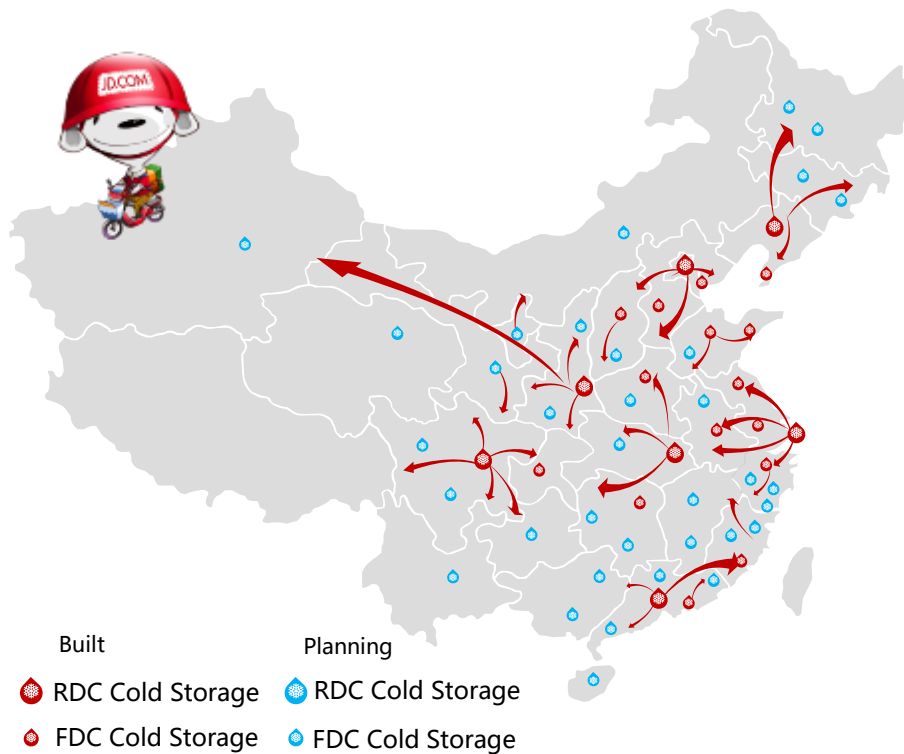 JD.COM
Built Planning
RDC Cold Storage RDC Cold Storage
FDC Cold Storage FDC Cold Storage